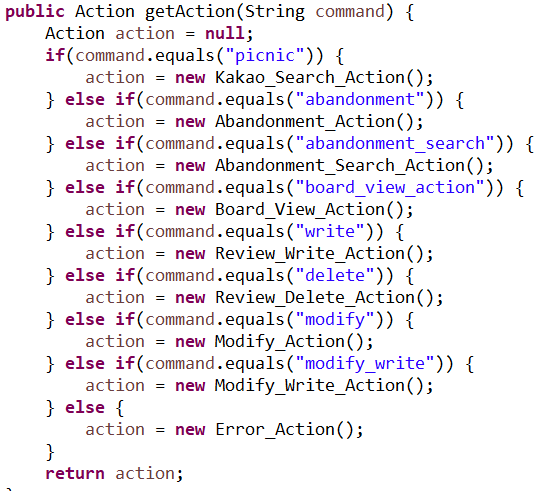 public Action getAction(String command) {
    Action action = null;
    if(command.equals("picnic")) {
        action = new Kakao_Search_Action();
    } else if(command.equals("abandonment")) {
        action = new Abandonment_Action();
    } else if(command.equals("abandonment_search")) {
        action = new Abandonment_Search_Action();
    } else if(command.equals("board_view_action")) {
        action = new Board_View_Action();
    } else if(command.equals("write")) {
        action = new Review_Write_Action();
    } else if(command.equals("delete")) {
        action = new Review_Delete_Action();
    } else if(command.equals("modify")) {
        action = new Modify_Action();
    } else if(command.equals("modify_write")) {
        action = new Modify_Write_Action();
    } else {
        action = new Error_Action();
    }
    return action;
}